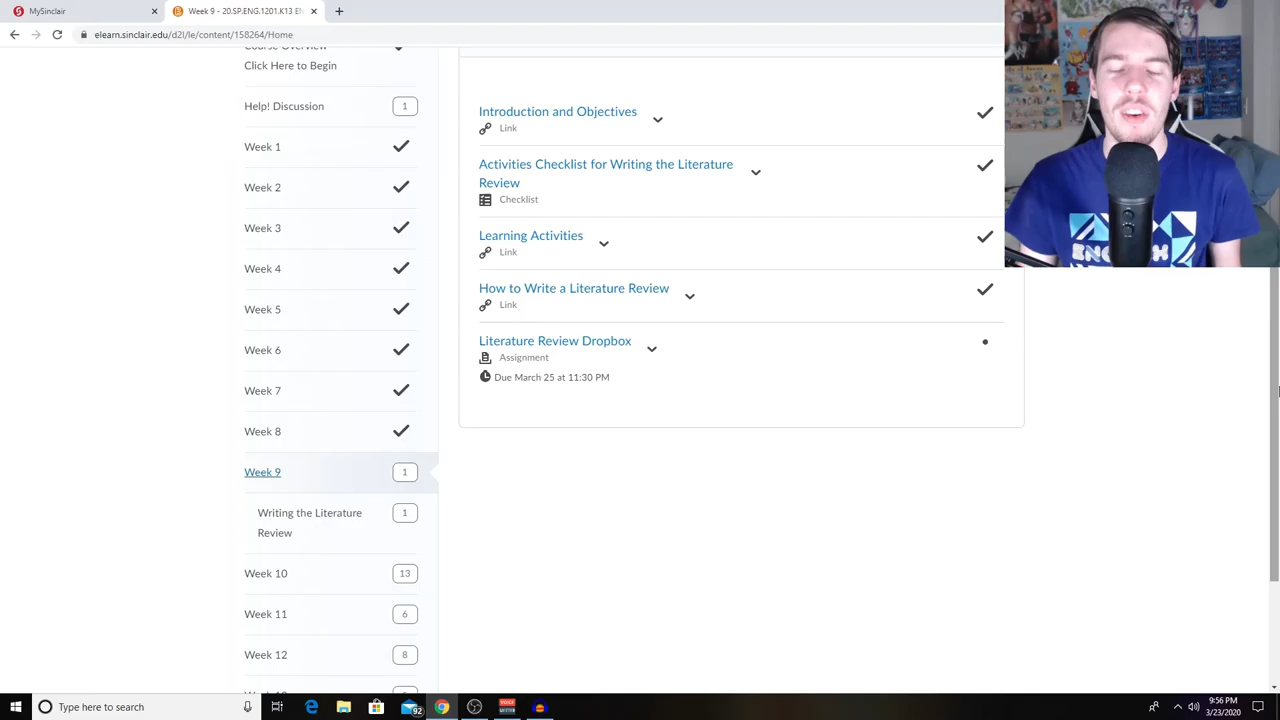 MySinclair
Week 9 - 20.SP.ENG.1201.K13 EN
elearn.sinclair.edu/d2l/le/content/158264/Home
Course Overview
Click Here to Begin
Help! Discussion 1
Week 1
Week 2
Week 3
Week 4
Week 5
Week 6
Week 7
Week 8
Week 9 1
Writing the Literature 1
Review
Week 10 13
Week 11 6
Week 12 8
Introduction and Objectives
Link
Activities Checklist for Writing the Literature
Review
Checklist
Learning Activities
Link
How to Write a Literature Review
Link
Literature Review Dropbox
Assignment
Due March 25 at 11:30 PM
Type here to search
92
9:56 PM
3/23/2020